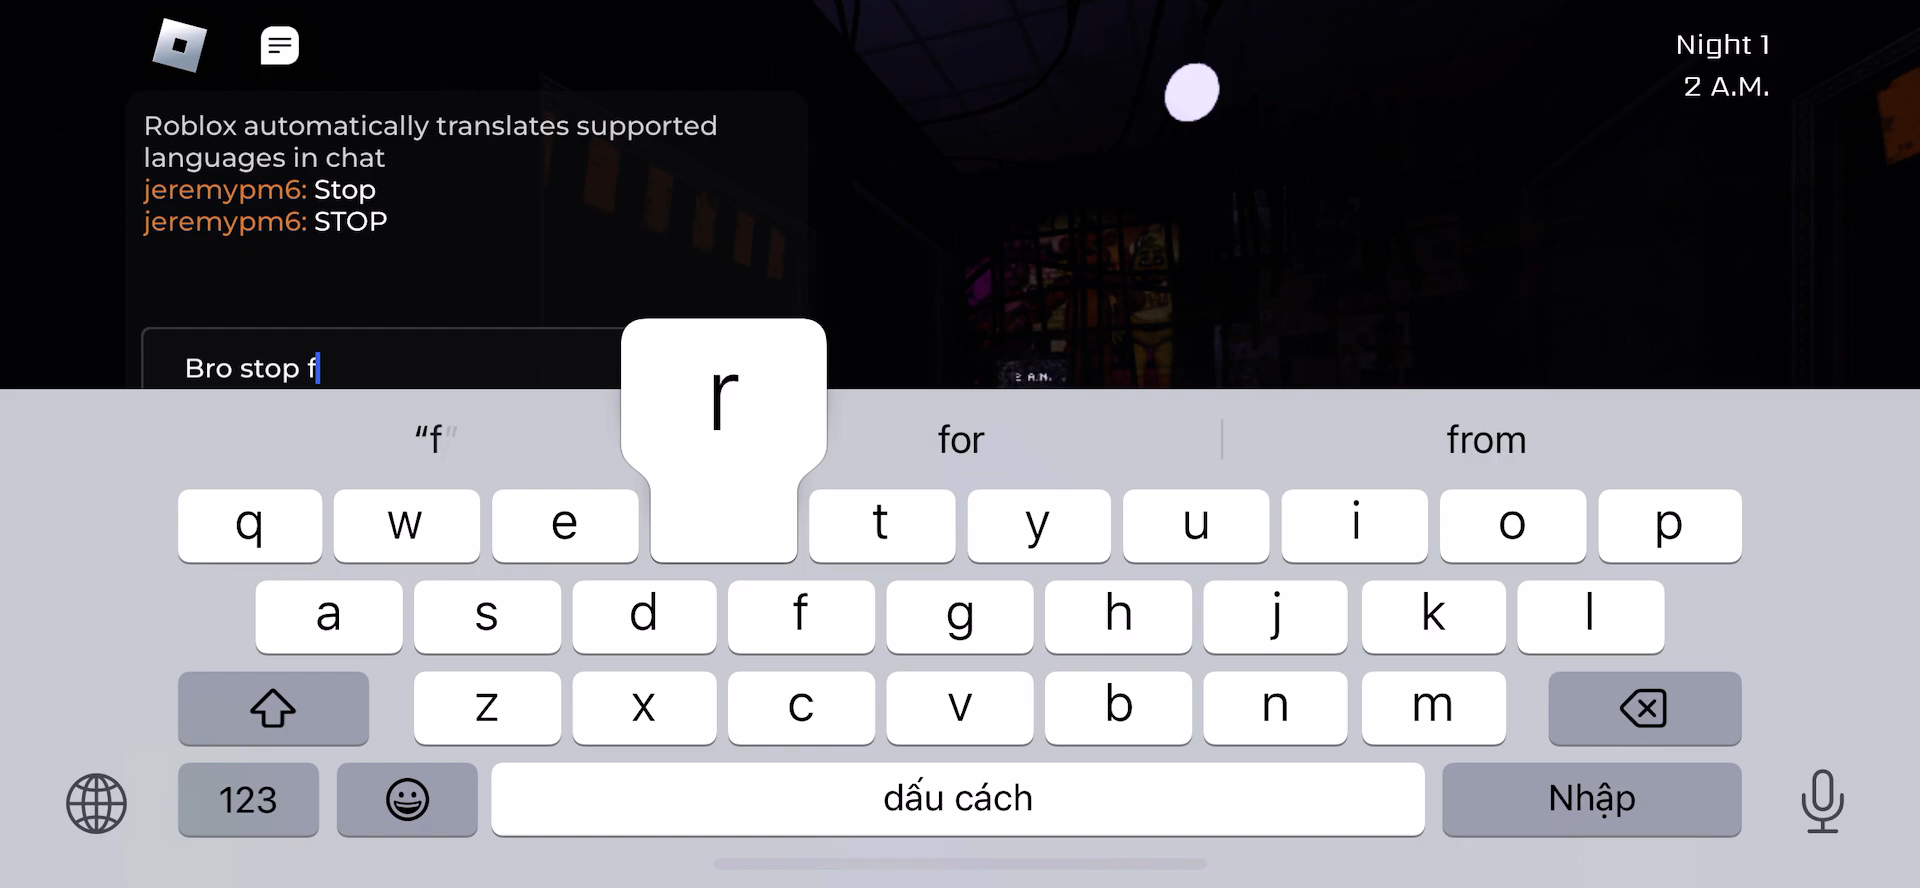 Night 1
2 A.M.
Roblox automatically translates supported
languages in chat
jeremypm6: Stop
jeremypm6: STOP
Bro stop f
2 A.M.
r
“f”
for
from
q w e t y u i o p
a s d f g h j k l
z x c v b n m
123
dấu cách
Nhập